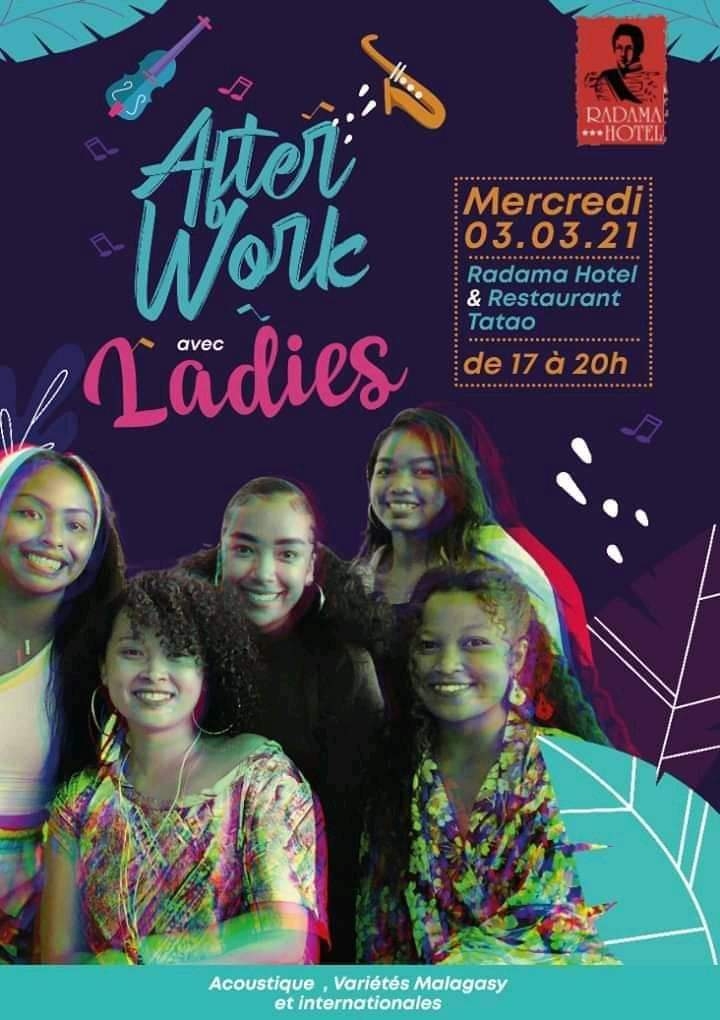 RADAMA
***HOTEL
After
Work
avec
Ladies
Mercredi
03.03.21
Radama Hotel
& Restaurant
Tatao
de 17 à 20h
Acoustique , Variétés Malagasy
et internationales